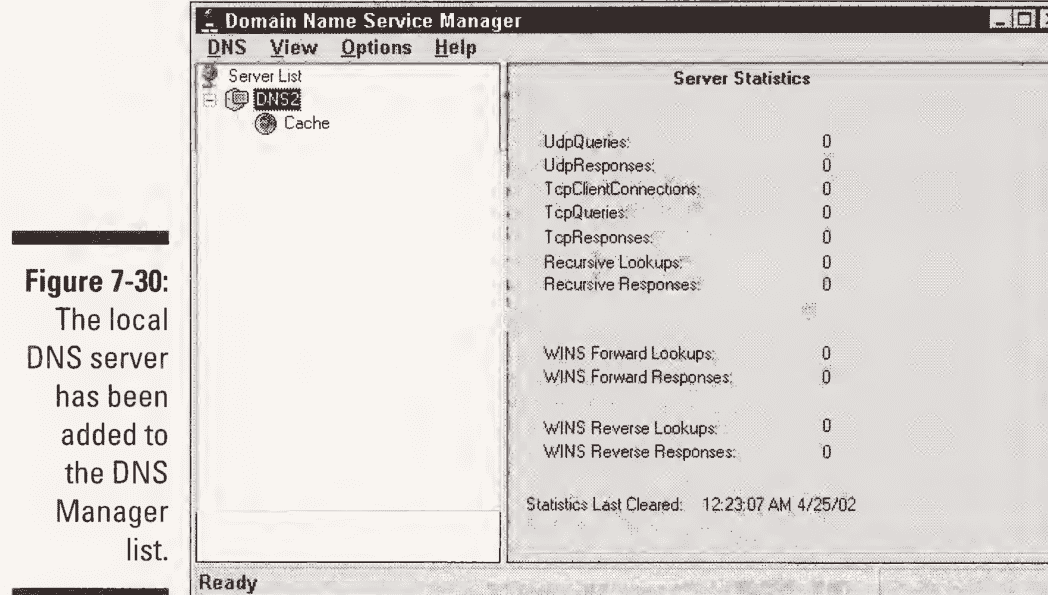 Domain Name Service Manager
DNS View Options Help
Server List
DNS2
Cache
Server Statistics
UdpQueries: 0
UdpResponses: 0
TcpClientConnections: 0
TcpQueries: 0
TcpResponses: 0
Recursive Lookups: 0
Recursive Responses: 0
WINS Forward Lookups: 0
WINS Forward Responses: 0
WINS Reverse Lookups: 0
WINS Reverse Responses: 0
Statistics Last Cleared: 12:23:07 AM 4/25/02
Ready
Figure 7-30:
The local
DNS server
has been
added to
the DNS
Manager
list.